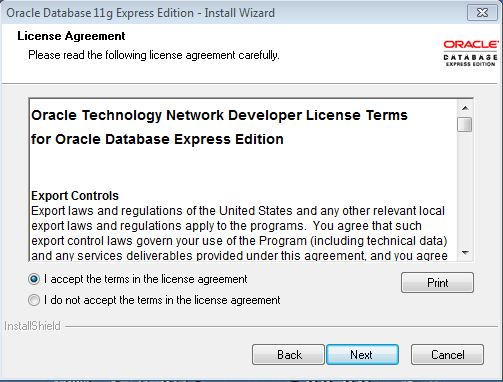 Oracle Database 11g Express Edition - Install Wizard
License Agreement
Please read the following license agreement carefully.
ORACLE
DATABASE
EXPRESS EDITION
Oracle Technology Network Developer License Terms
for Oracle Database Express Edition
Export Controls
Export laws and regulations of the United States and any other relevant local
export laws and regulations apply to the programs. You agree that such
export control laws govern your use of the Program (including technical data)
and any services deliverables provided under this agreement, and you agree
I accept the terms in the license agreement
Print
I do not accept the terms in the license agreement
InstallShield
Back
Next
Cancel